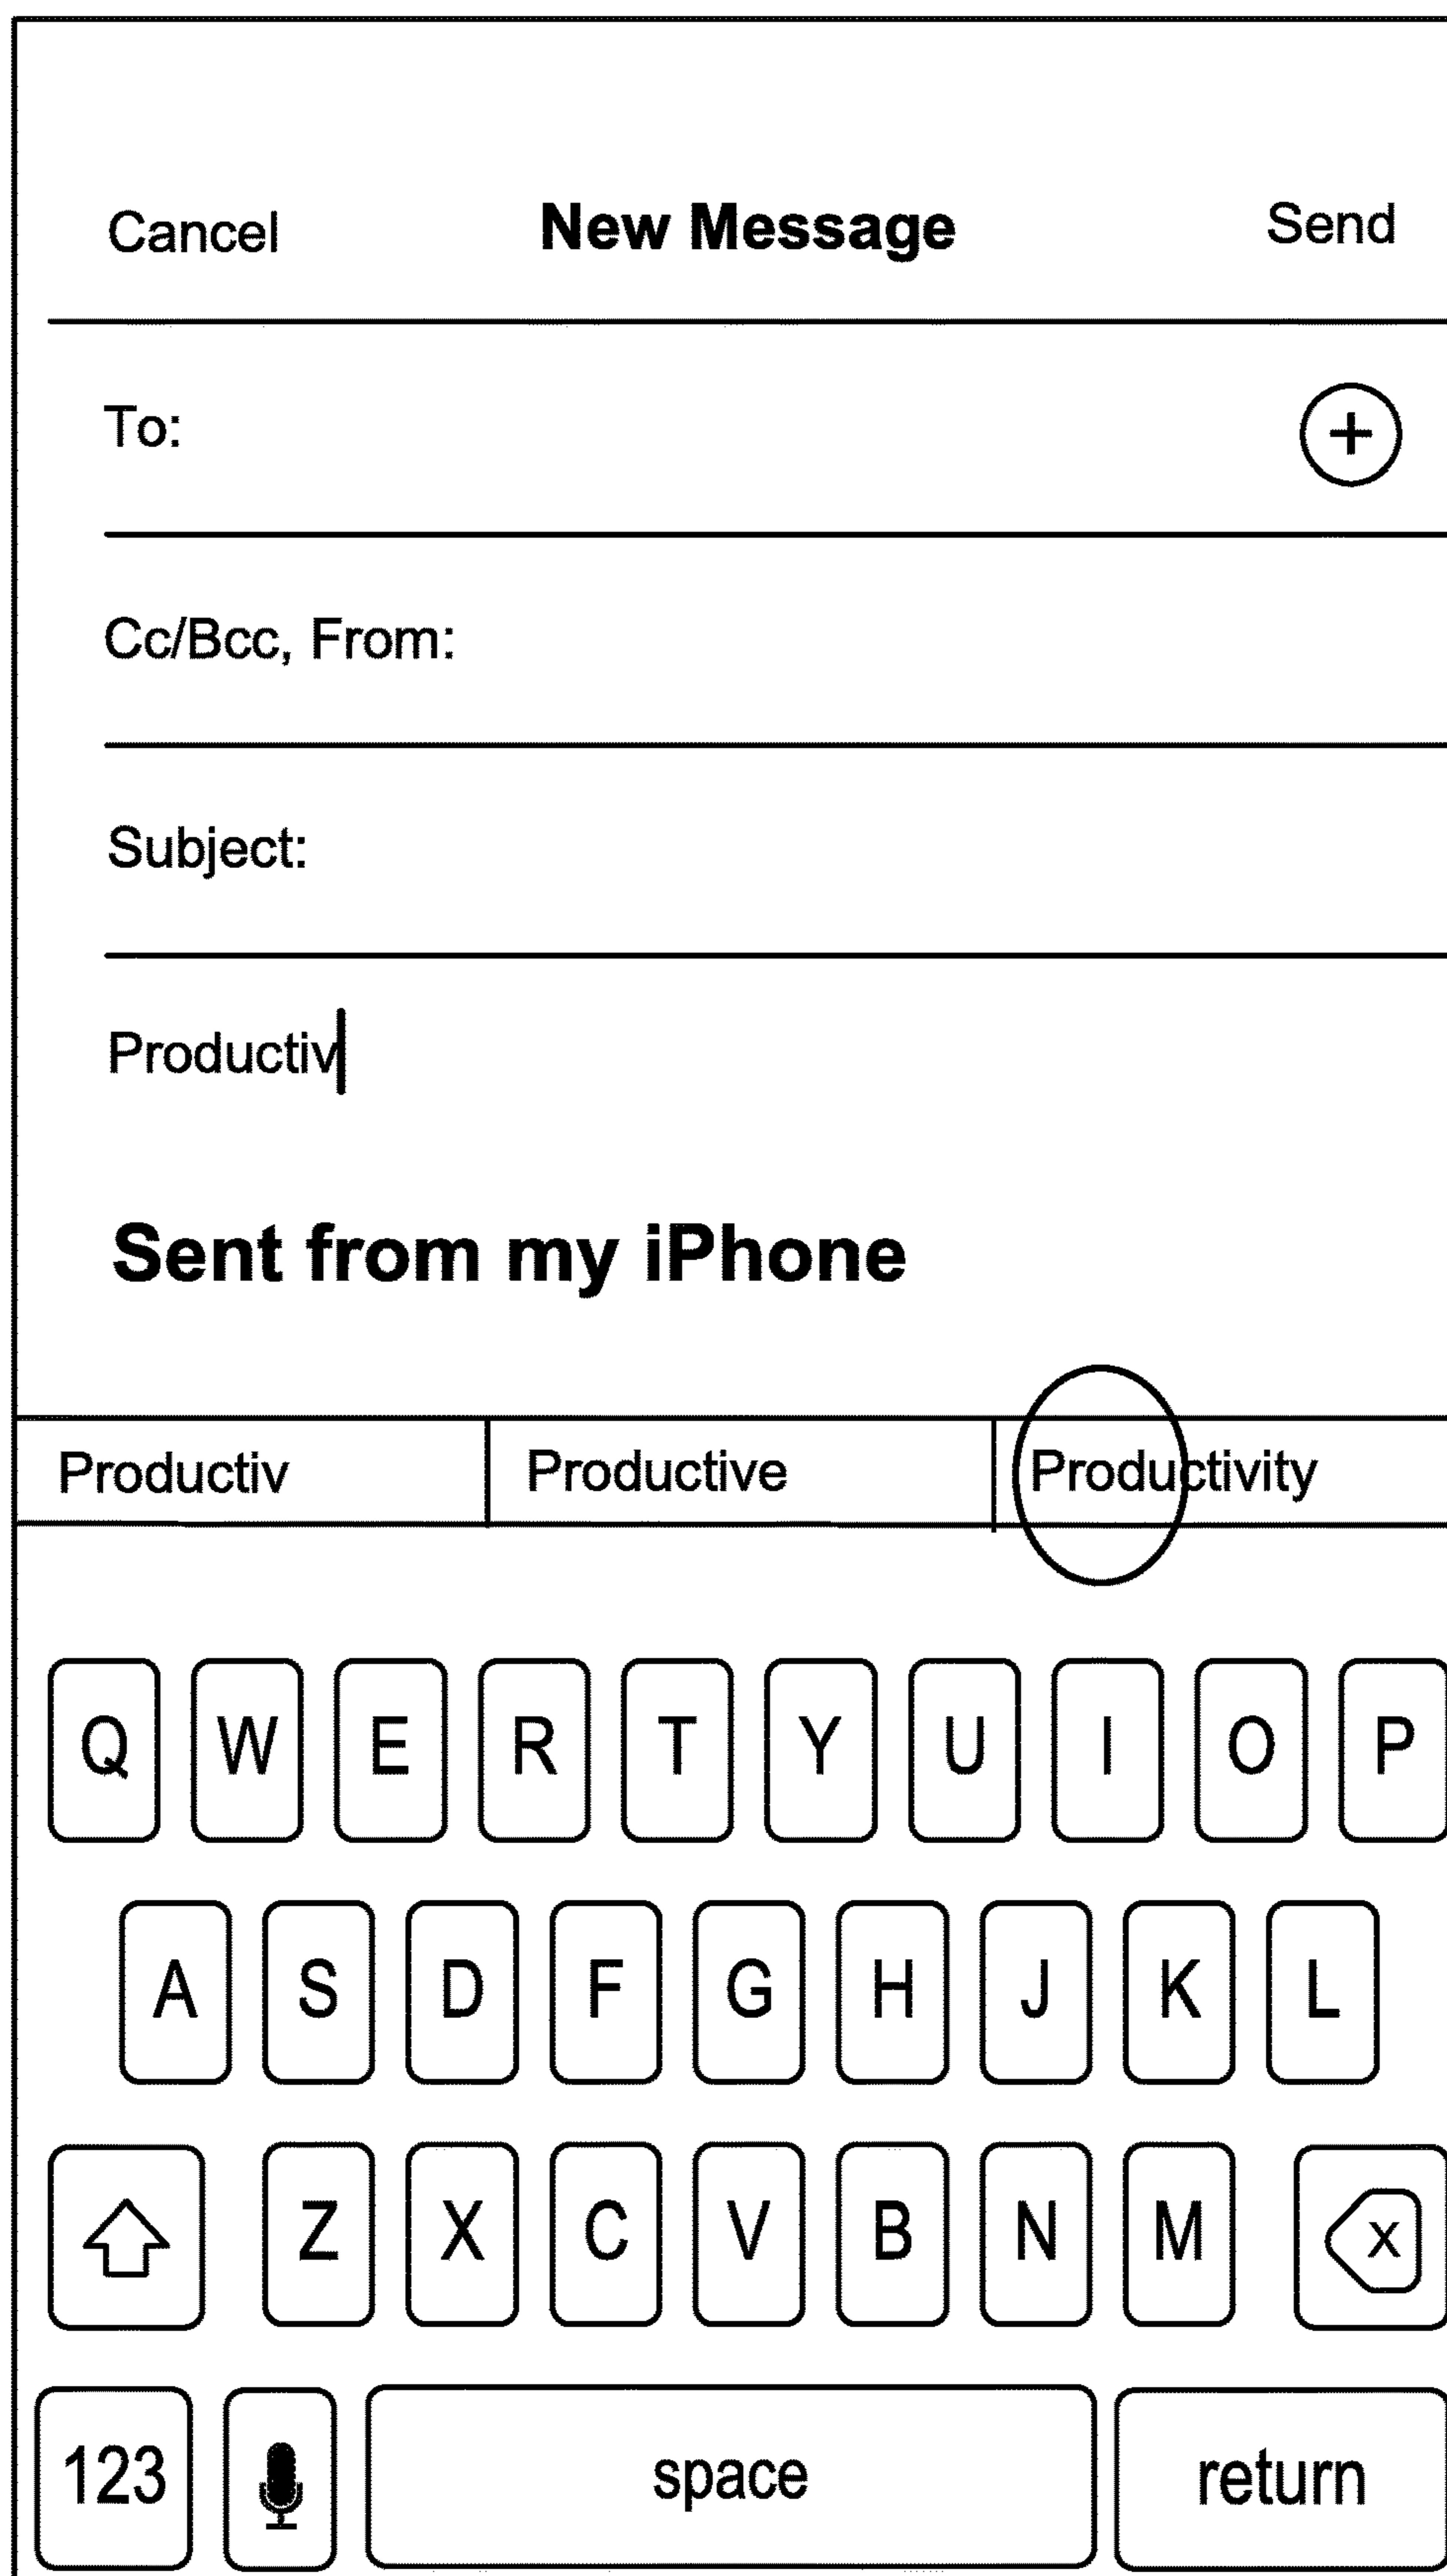 Cancel New Message Send
To: +
Cc/Bcc, From:
Subject:
Productiv
Sent from my iPhone
Productiv Productive Productivity
Q W E R T Y U I O P
A S D F G H J K L
Z X C V B N M X
123 space return